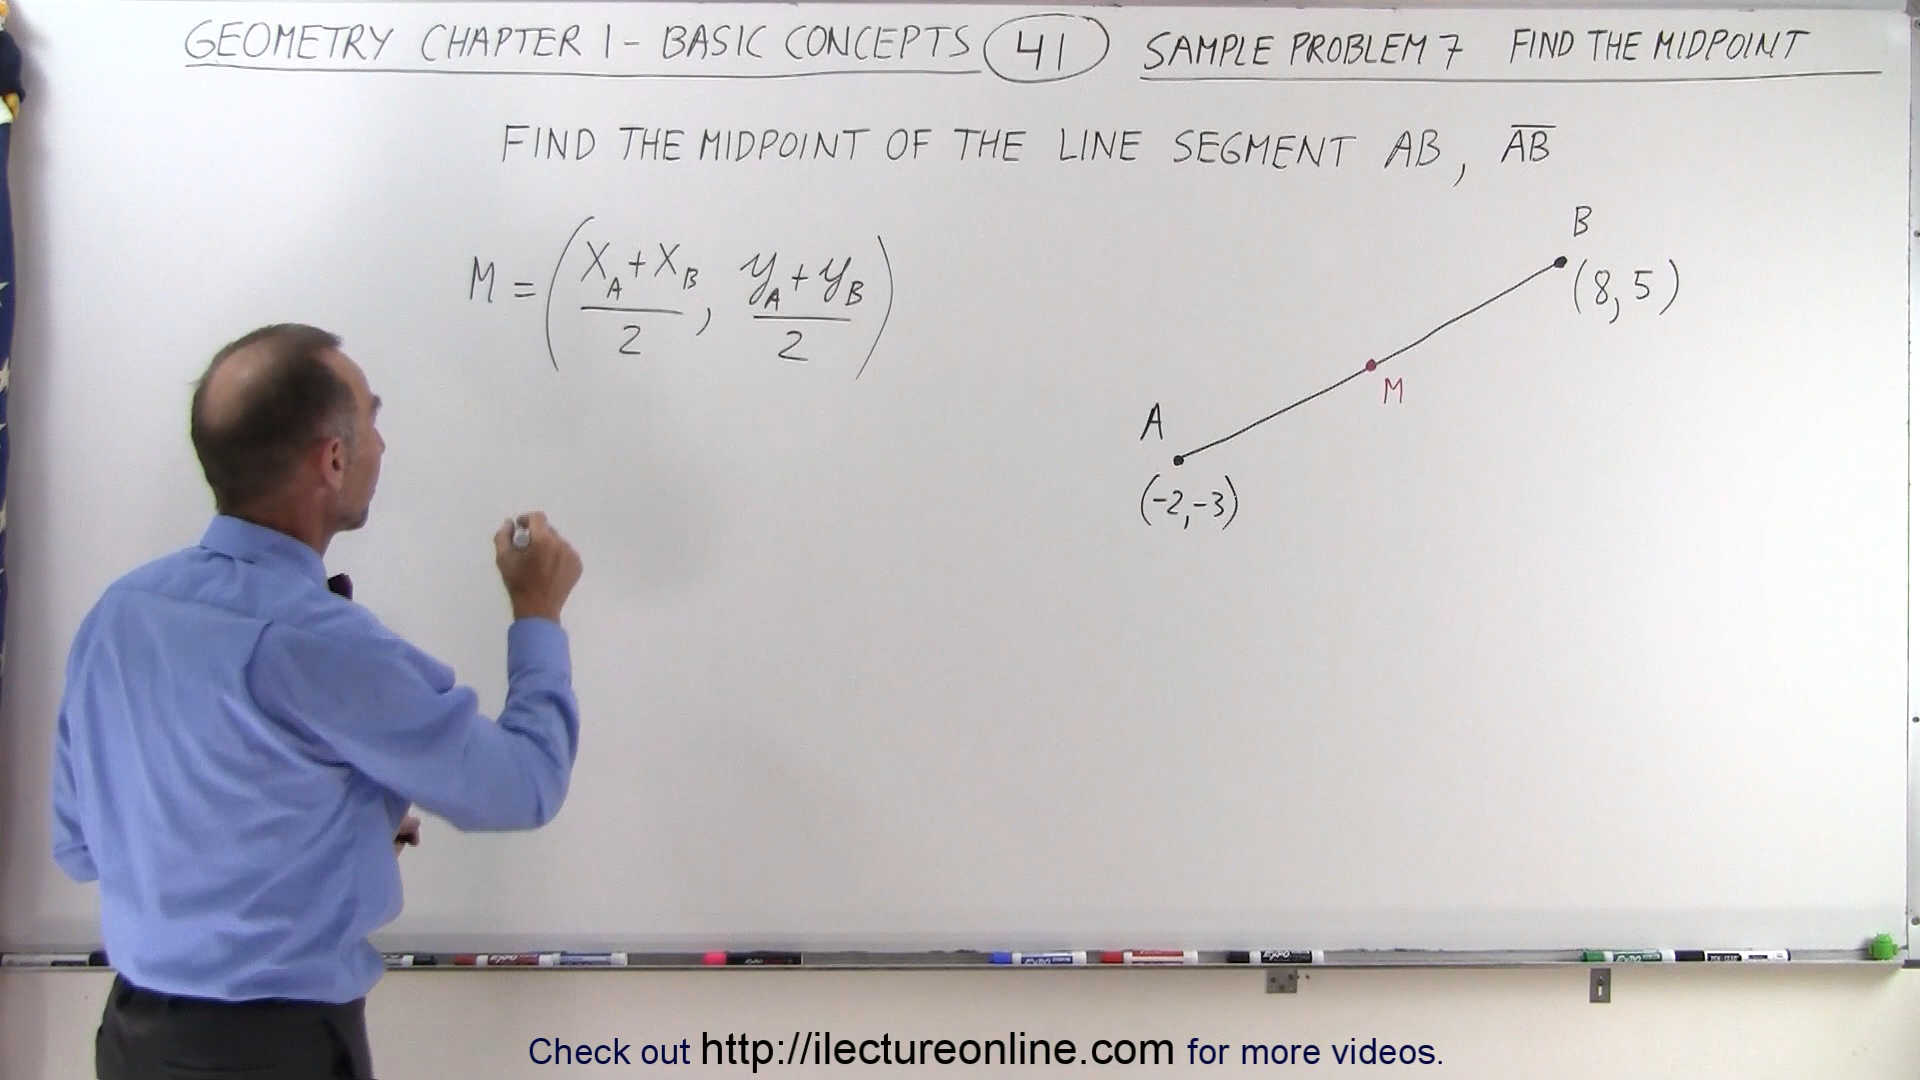 GEOMETRY CHAPTER 1 - BASIC CONCEPTS 41 SAMPLE PROBLEM 7 FIND THE MIDPOINT
FIND THE MIDPOINT OF THE LINE SEGMENT AB, A̅B̅
M = ( (X_A + X_B)/2 , (y_A + y_B)/2 )
B
(8, 5)
M
A
(-2, -3)
Check out http://ilectureonline.com for more videos.